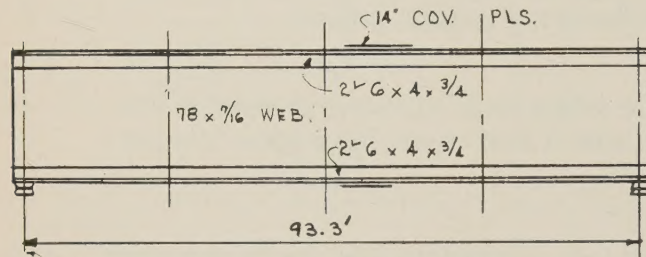 14" COV. PLS.
2 6 x 4 x 3/4
78 x 7/16 WEB.
2 6 x 4 x 3/4
93.3'